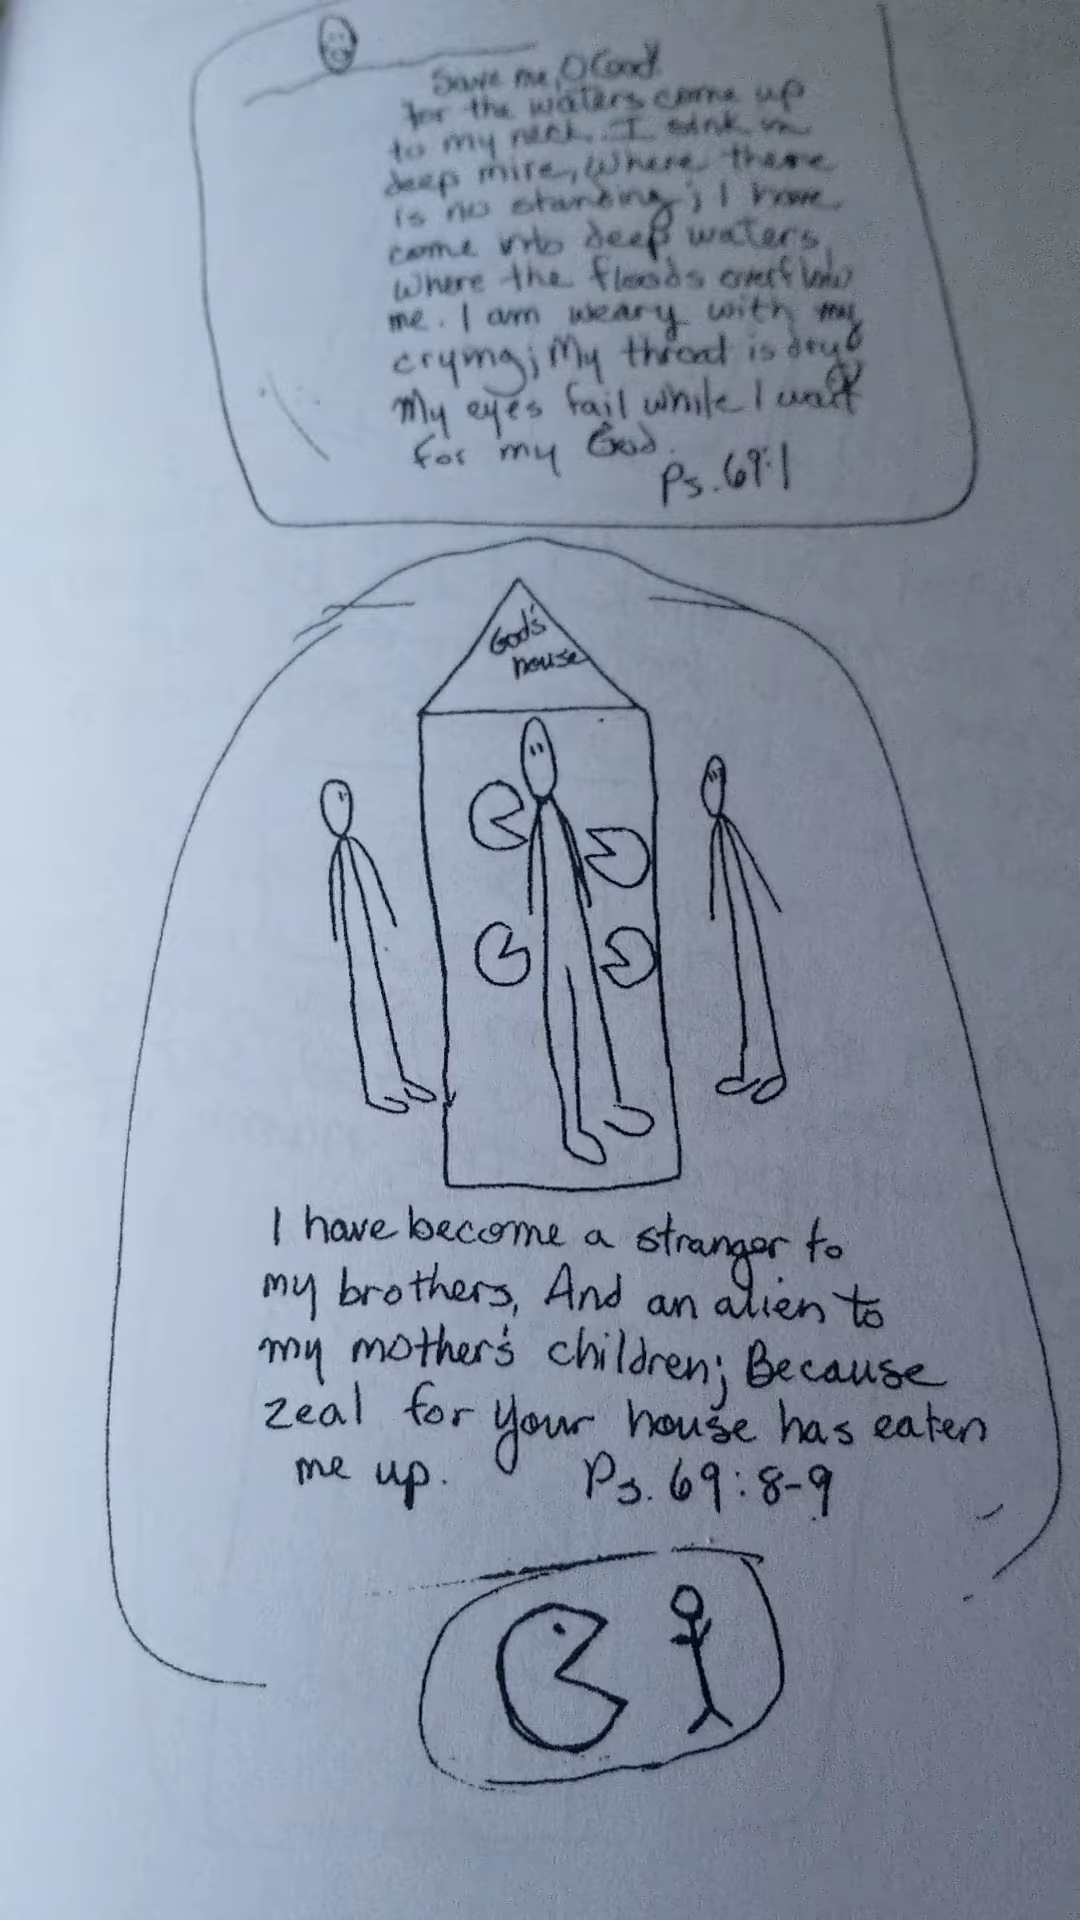 Save me, O God!
for the waters come up
to my neck. I sink in
deep mire, Where there
is no standing; I have
come into deep waters,
Where the floods overflow
me. I am weary with my
crying; My throat is dry;
My eyes fail while I wait
for my God.
Ps. 69:1
God's
house
I have become a stranger to
my brothers, And an alien to
my mother's children; Because
zeal for Your house has eaten
me up. Ps. 69:8-9